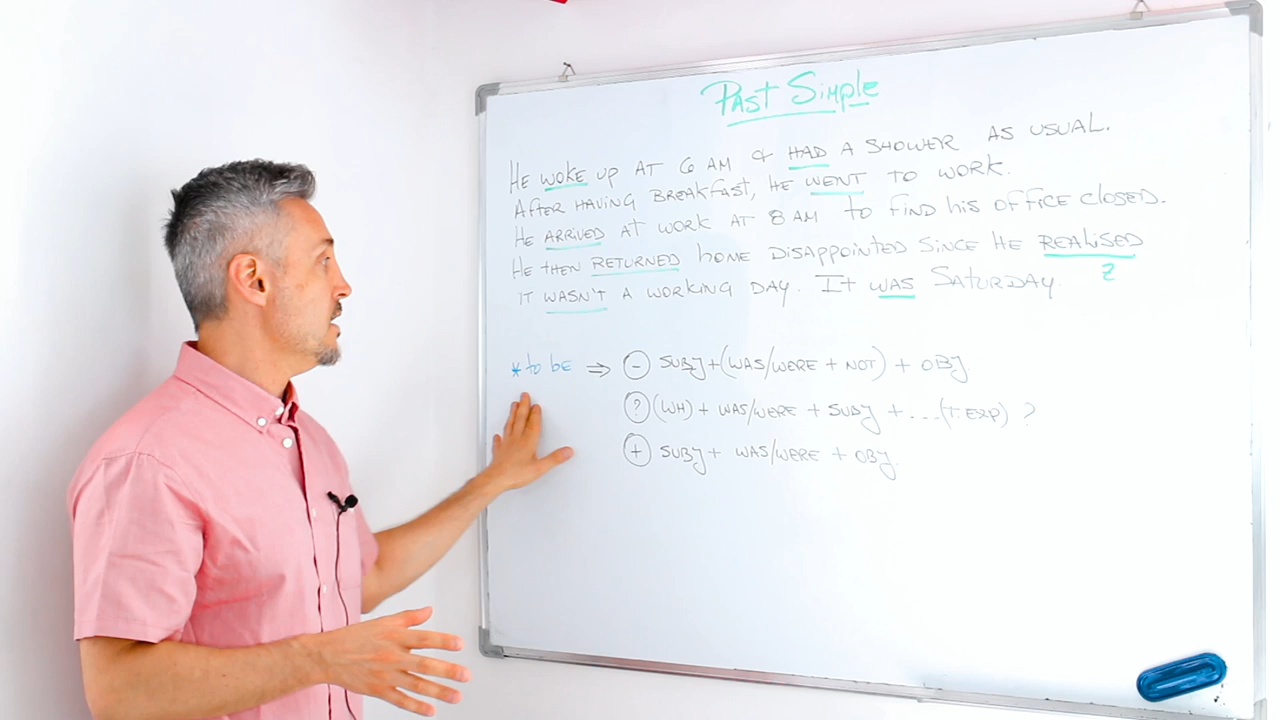 Past Simple
HE WOKE UP AT 6 AM & HAD A SHOWER AS USUAL.
AFTER HAVING BREAKFAST, HE WENT TO WORK.
HE ARRIVED AT WORK AT 8 AM to FIND his OFFICE CLOSED.
HE then RETURNED home DISAPPOINTED SINCE HE REALISED
Z
IT WASN'T A WORKING DAY. It WAS SATURDAY.
* to be ⇒ (-) SUBJ + (WAS/WERE + NOT) + OBJ
(?) (WH) + WAS/WERE + SUBJ + ... (T. EXP) ?
(+) SUBJ + WAS/WERE + OBJ.